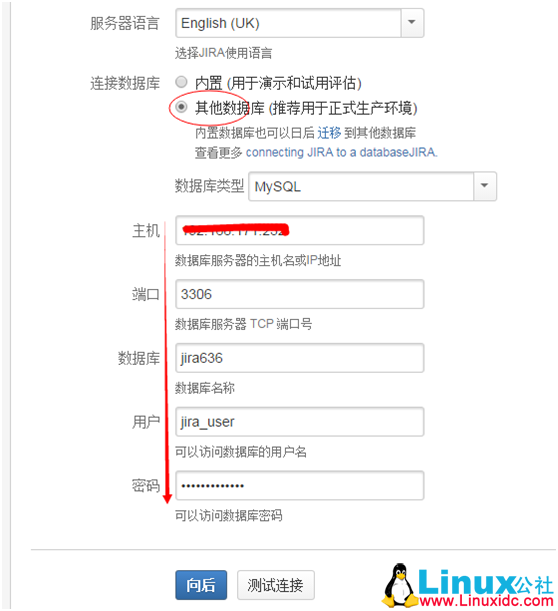 服务器语言 English (UK)
选择JIRA使用语言
连接数据库 内置 (用于演示和试用评估)
其他数据库 (推荐用于正式生产环境)
内置数据库也可以日后 迁移 到其他数据库
查看更多 connecting JIRA to a databaseJIRA.
数据库类型 MySQL
主机
数据库服务器的主机名或IP地址
端口 3306
数据库服务器 TCP 端口号
数据库 jira636
数据库名称
用户 jira_user
可以访问数据库的用户名
密码 •••••••••••••
可以访问数据库密码
向后 测试连接
Linux公社
www.Linuxidc.com